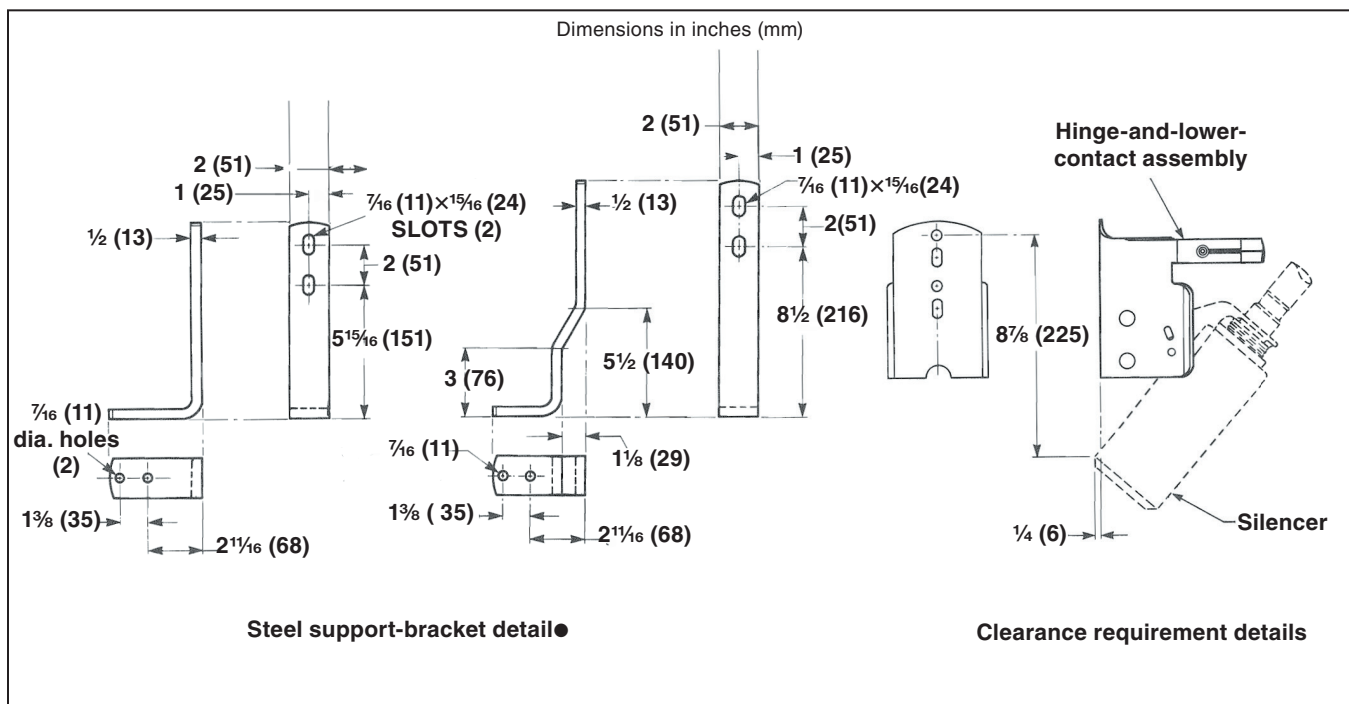 Dimensions in inches (mm)
2 (51)
1 (25)
⁷⁄₁₆ (11)×¹⁵⁄₁₆ (24)
SLOTS (2)
½ (13)
2 (51)
5¹⁵⁄₁₆ (151)
⁷⁄₁₆ (11)
dia. holes
(2)
1⅜ (35)
2¹¹⁄₁₆ (68)
2 (51)
1 (25)
⁷⁄₁₆ (11)×¹⁵⁄₁₆(24)
½ (13)
2(51)
8½ (216)
5½ (140)
3 (76)
⁷⁄₁₆ (11)
1⅛ (29)
1⅜ ( 35)
2¹¹⁄₁₆ (68)
Steel support-bracket detail●
Hinge-and-lower-
contact assembly
8⅞ (225)
Silencer
¼ (6)
Clearance requirement details